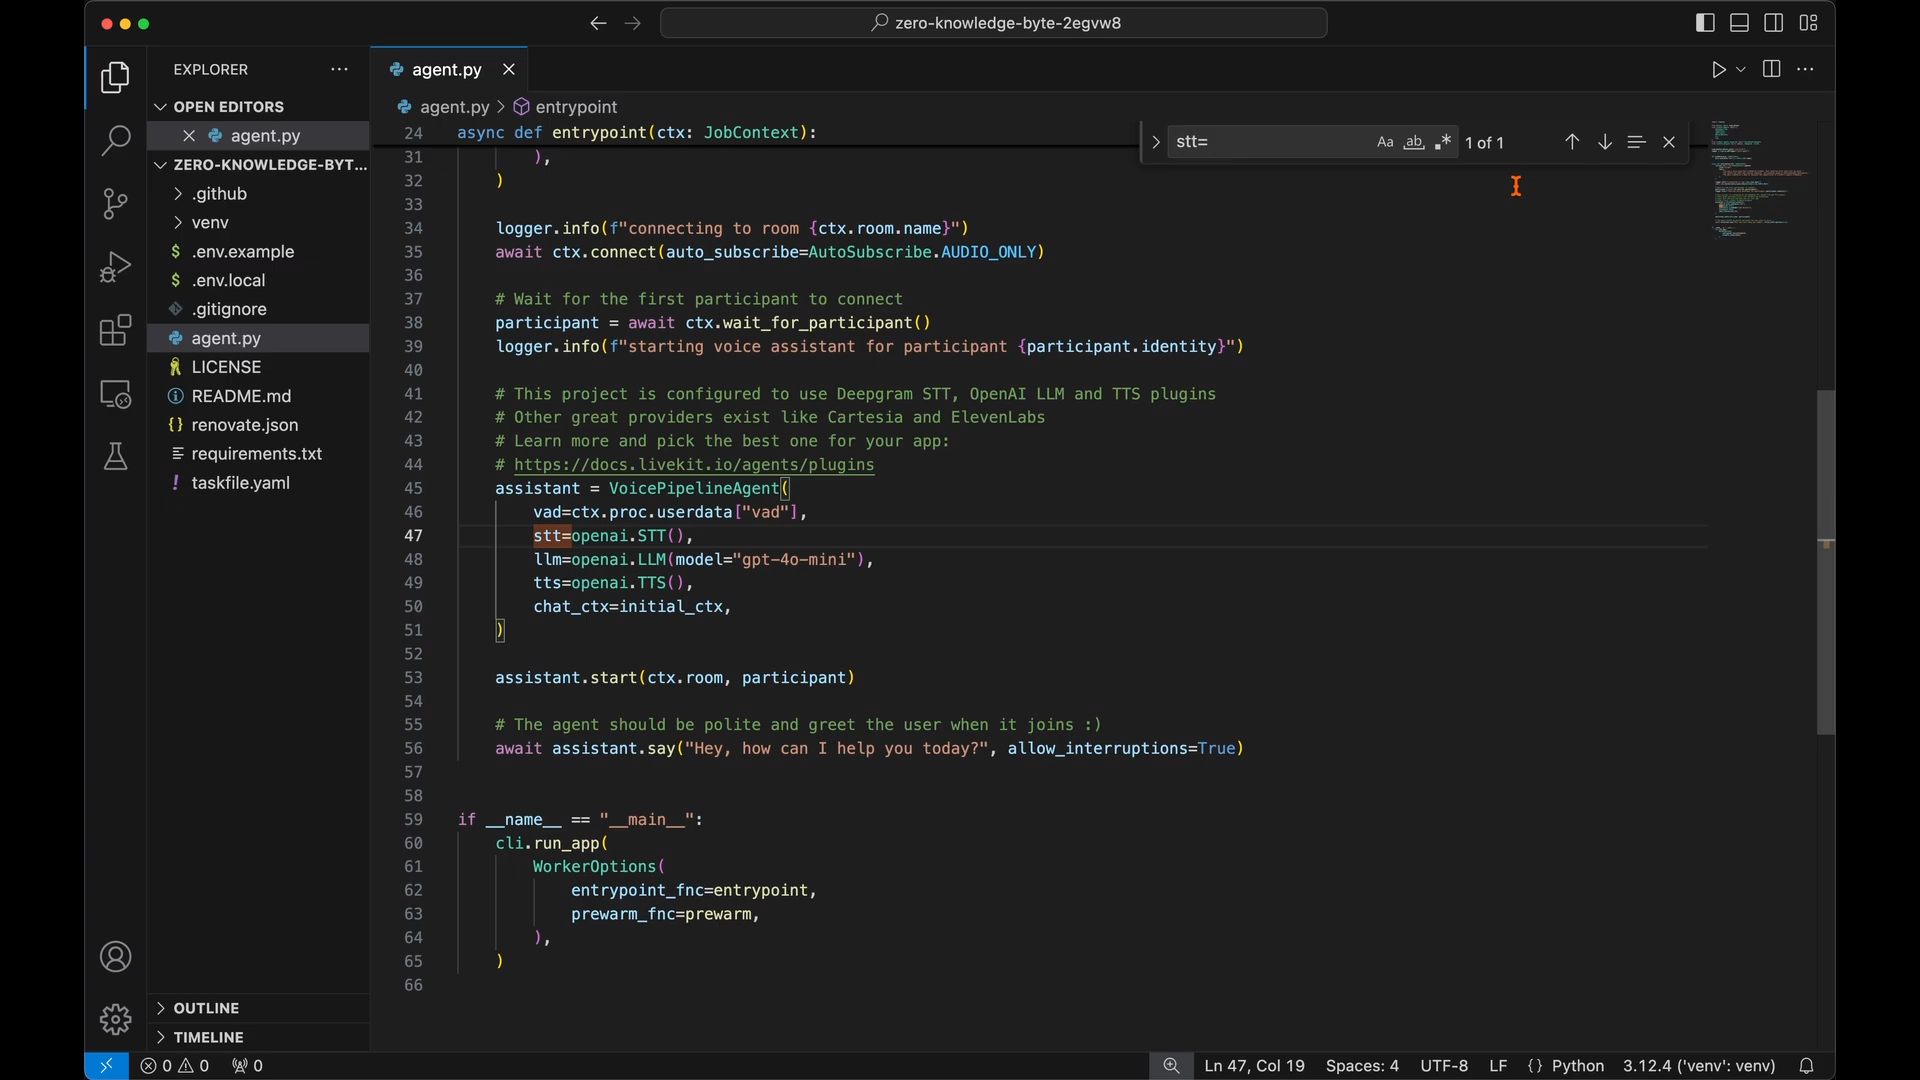 zero-knowledge-byte-2egvw8
EXPLORER
OPEN EDITORS
agent.py
ZERO-KNOWLEDGE-BYT...
.github
venv
$ .env.example
$ .env.local
.gitignore
agent.py
LICENSE
README.md
{} renovate.json
requirements.txt
! taskfile.yaml
OUTLINE
TIMELINE
agent.py
agent.py > entrypoint
stt=
Aa ab .* 1 of 1
24 async def entrypoint(ctx: JobContext):
31 ),
32 )
33
34 logger.info(f"connecting to room {ctx.room.name}")
35 await ctx.connect(auto_subscribe=AutoSubscribe.AUDIO_ONLY)
36
37 # Wait for the first participant to connect
38 participant = await ctx.wait_for_participant()
39 logger.info(f"starting voice assistant for participant {participant.identity}")
40
41 # This project is configured to use Deepgram STT, OpenAI LLM and TTS plugins
42 # Other great providers exist like Cartesia and ElevenLabs
43 # Learn more and pick the best one for your app:
44 # https://docs.livekit.io/agents/plugins
45 assistant = VoicePipelineAgent(
46 vad=ctx.proc.userdata["vad"],
47 stt=openai.STT(),
48 llm=openai.LLM(model="gpt-4o-mini"),
49 tts=openai.TTS(),
50 chat_ctx=initial_ctx,
51 )
52
53 assistant.start(ctx.room, participant)
54
55 # The agent should be polite and greet the user when it joins :)
56 await assistant.say("Hey, how can I help you today?", allow_interruptions=True)
57
58
59 if __name__ == "__main__":
60 cli.run_app(
61 WorkerOptions(
62 entrypoint_fnc=entrypoint,
63 prewarm_fnc=prewarm,
64 ),
65 )
66
0 0 0
Ln 47, Col 19 Spaces: 4 UTF-8 LF {} Python 3.12.4 ('venv': venv)